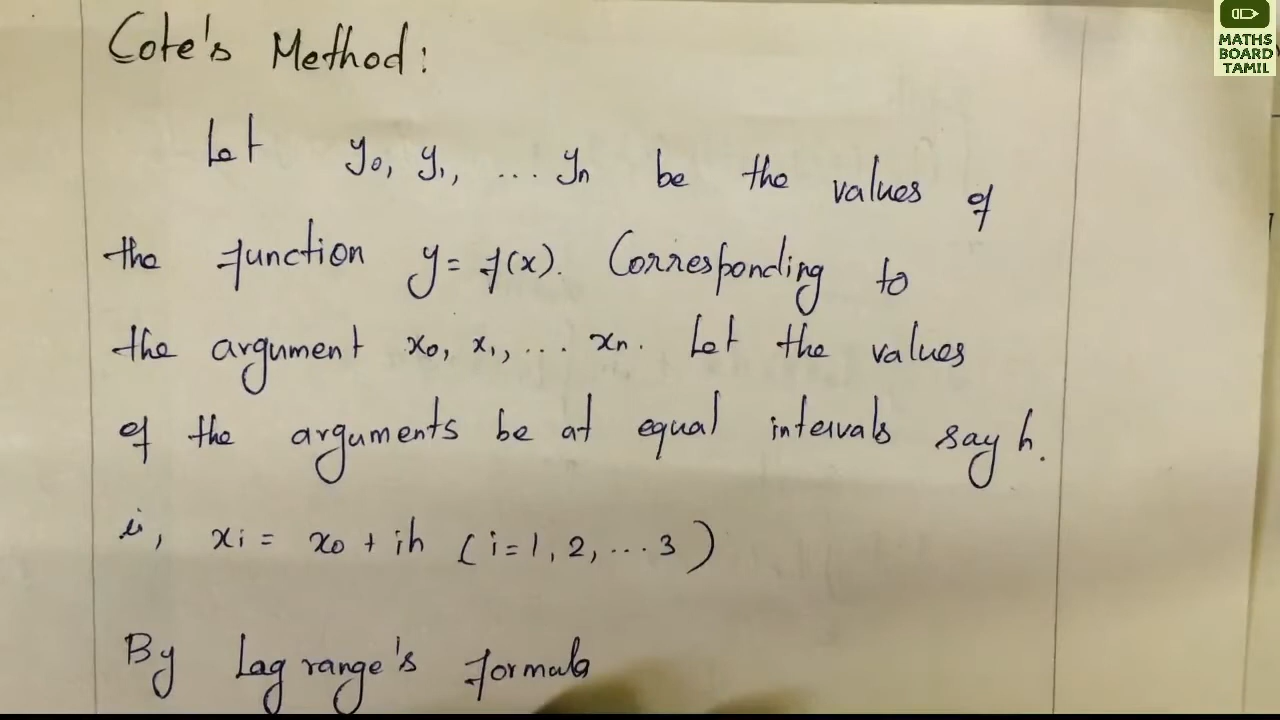 Cote's Method:
Let y₀, y₁, ... yₙ be the values of
the function y = f(x). Corresponding to
the argument x₀, x₁, ... xₙ. Let the values
of the arguments be at equal intervals say h.
ie, xi = x₀ + ih (i=1, 2, ... 3)
By Lagrange's formula
MATHS
BOARD
TAMIL